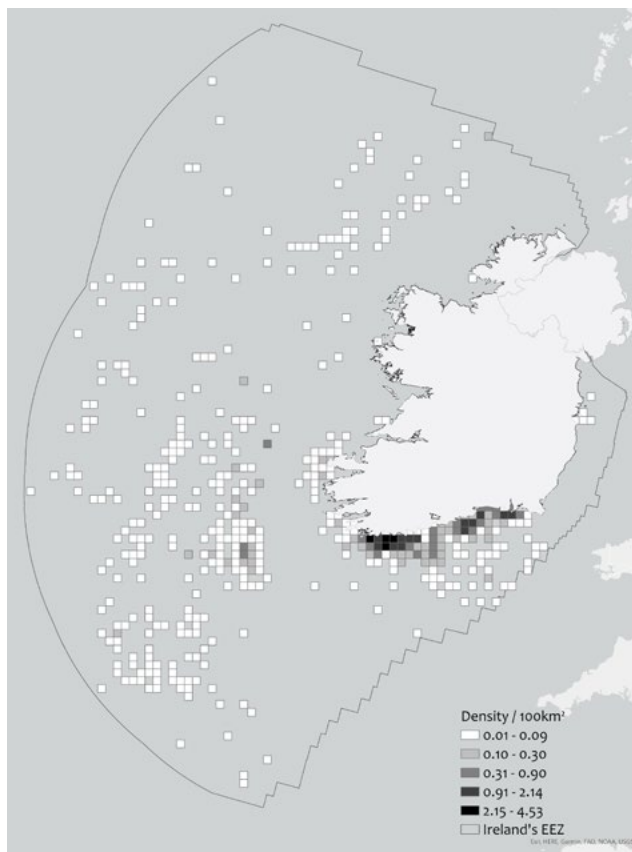 Density / 100km²
0.01 - 0.09
0.10 - 0.30
0.31 - 0.90
0.91 - 2.14
2.15 - 4.53
Ireland's EEZ
Esri, HERE, Garmin, FAO, NOAA, USGS